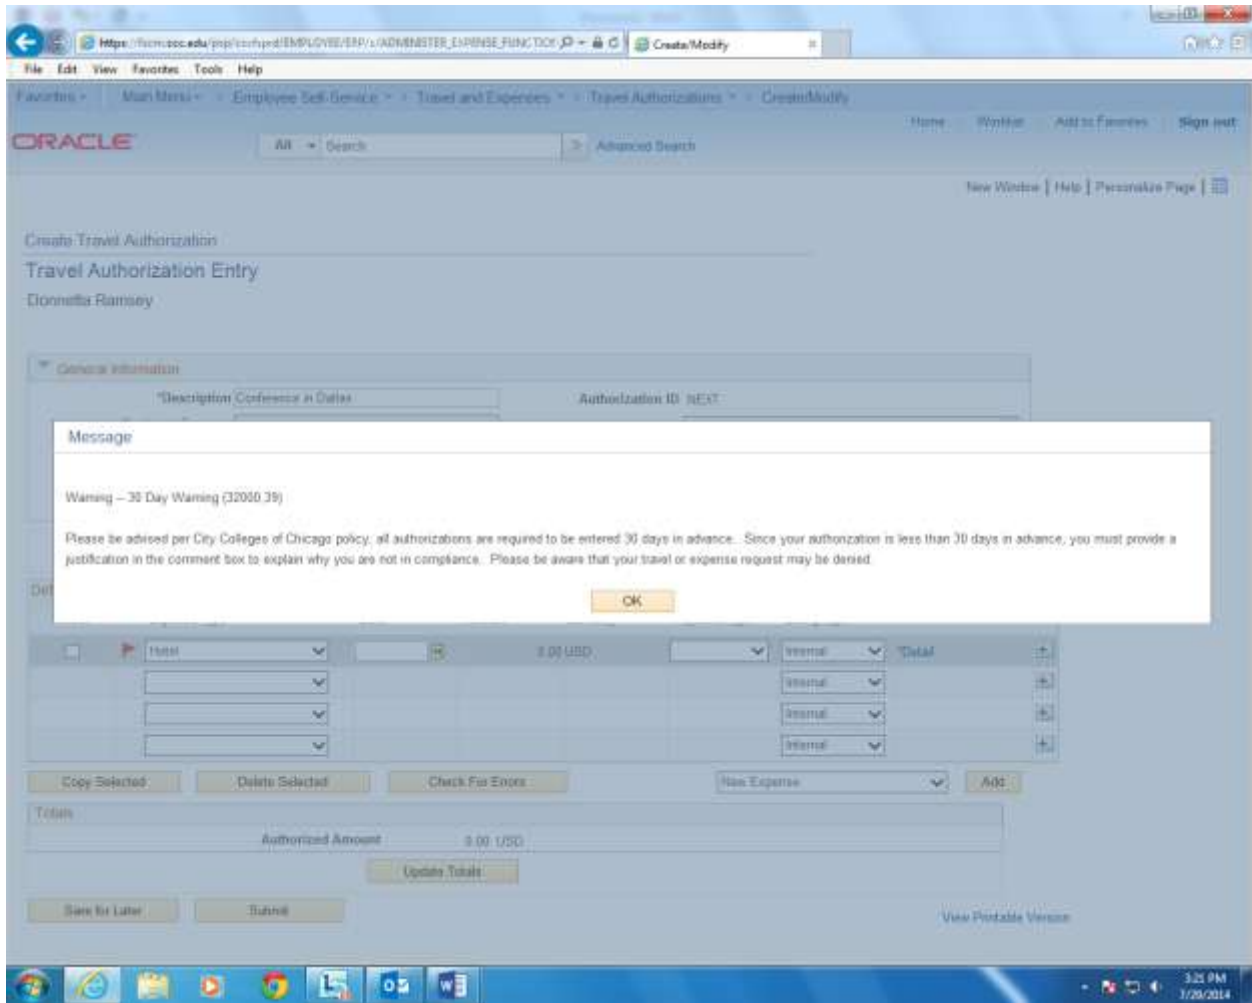 Create/Modify
File Edit View Favorites Tools Help
Favorites Main Menu Employee Self-Service Travel and Expenses Travel Authorizations Create/Modify
Home Worklist Add to Favorites Sign out
ORACLE All Search Advanced Search
New Window | Help | Personalize Page |
Create Travel Authorization
Travel Authorization Entry
Donnetta Ramsey
General Information
*Description Conference in Dallas Authorization ID NEXT
Message
Warning -- 30 Day Warning (32000,39)
Please be advised per City Colleges of Chicago policy, all authorizations are required to be entered 30 days in advance. Since your authorization is less than 30 days in advance, you must provide a
justification in the comment box to explain why you are not in compliance. Please be aware that your travel or expense request may be denied.
OK
Hotel 0.00 USD Internal *Detail
Internal
Internal
Internal
Copy Selected Delete Selected Check For Errors New Expense Add
Totals
Authorized Amount 0.00 USD
Update Totals
Save for Later Submit
View Printable Version
3:21 PM
7/29/2014